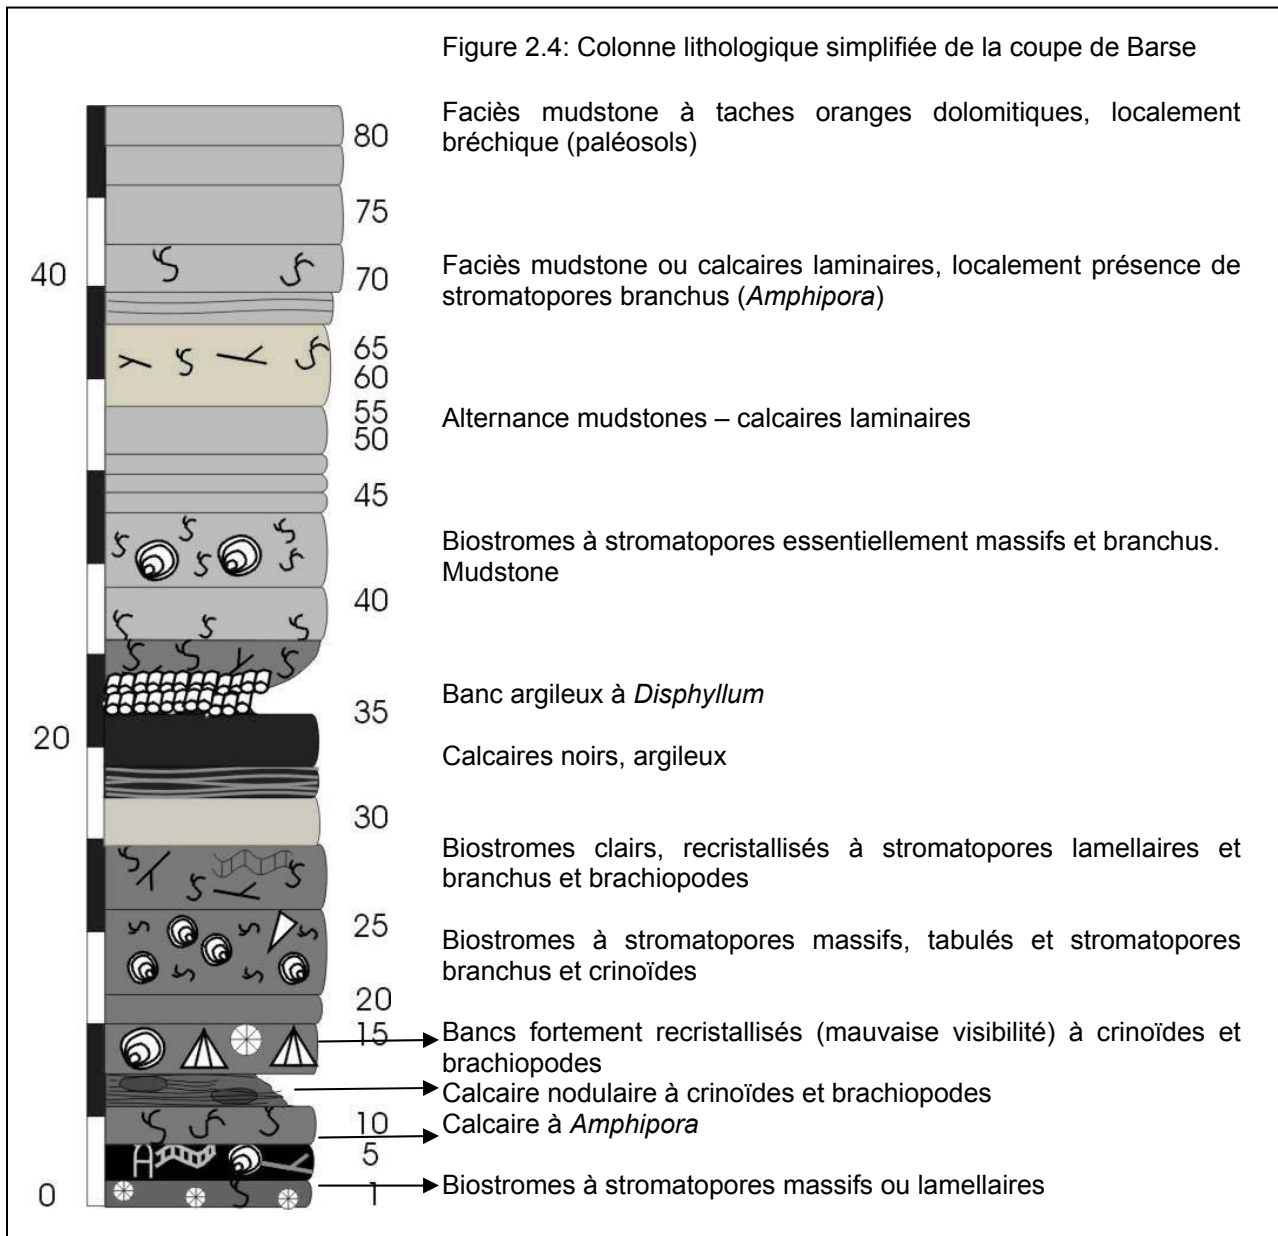 Figure 2.4: Colonne lithologique simplifiée de la coupe de Barse
80
Faciès mudstone à taches oranges dolomitiques, localement
bréchique (paléosols)
75
40
70
Faciès mudstone ou calcaires laminaires, localement présence de
stromatopores branchus (Amphipora)
65
60
55
50
Alternance mudstones – calcaires laminaires
45
Biostromes à stromatopores essentiellement massifs et branchus.
Mudstone
40
Banc argileux à Disphyllum
35
20
Calcaires noirs, argileux
30
Biostromes clairs, recristallisés à stromatopores lamellaires et
branchus et brachiopodes
25
Biostromes à stromatopores massifs, tabulés et stromatopores
branchus et crinoïdes
20
15
Bancs fortement recristallisés (mauvaise visibilité) à crinoïdes et
brachiopodes
Calcaire nodulaire à crinoïdes et brachiopodes
10
Calcaire à Amphipora
5
0
1
Biostromes à stromatopores massifs ou lamellaires